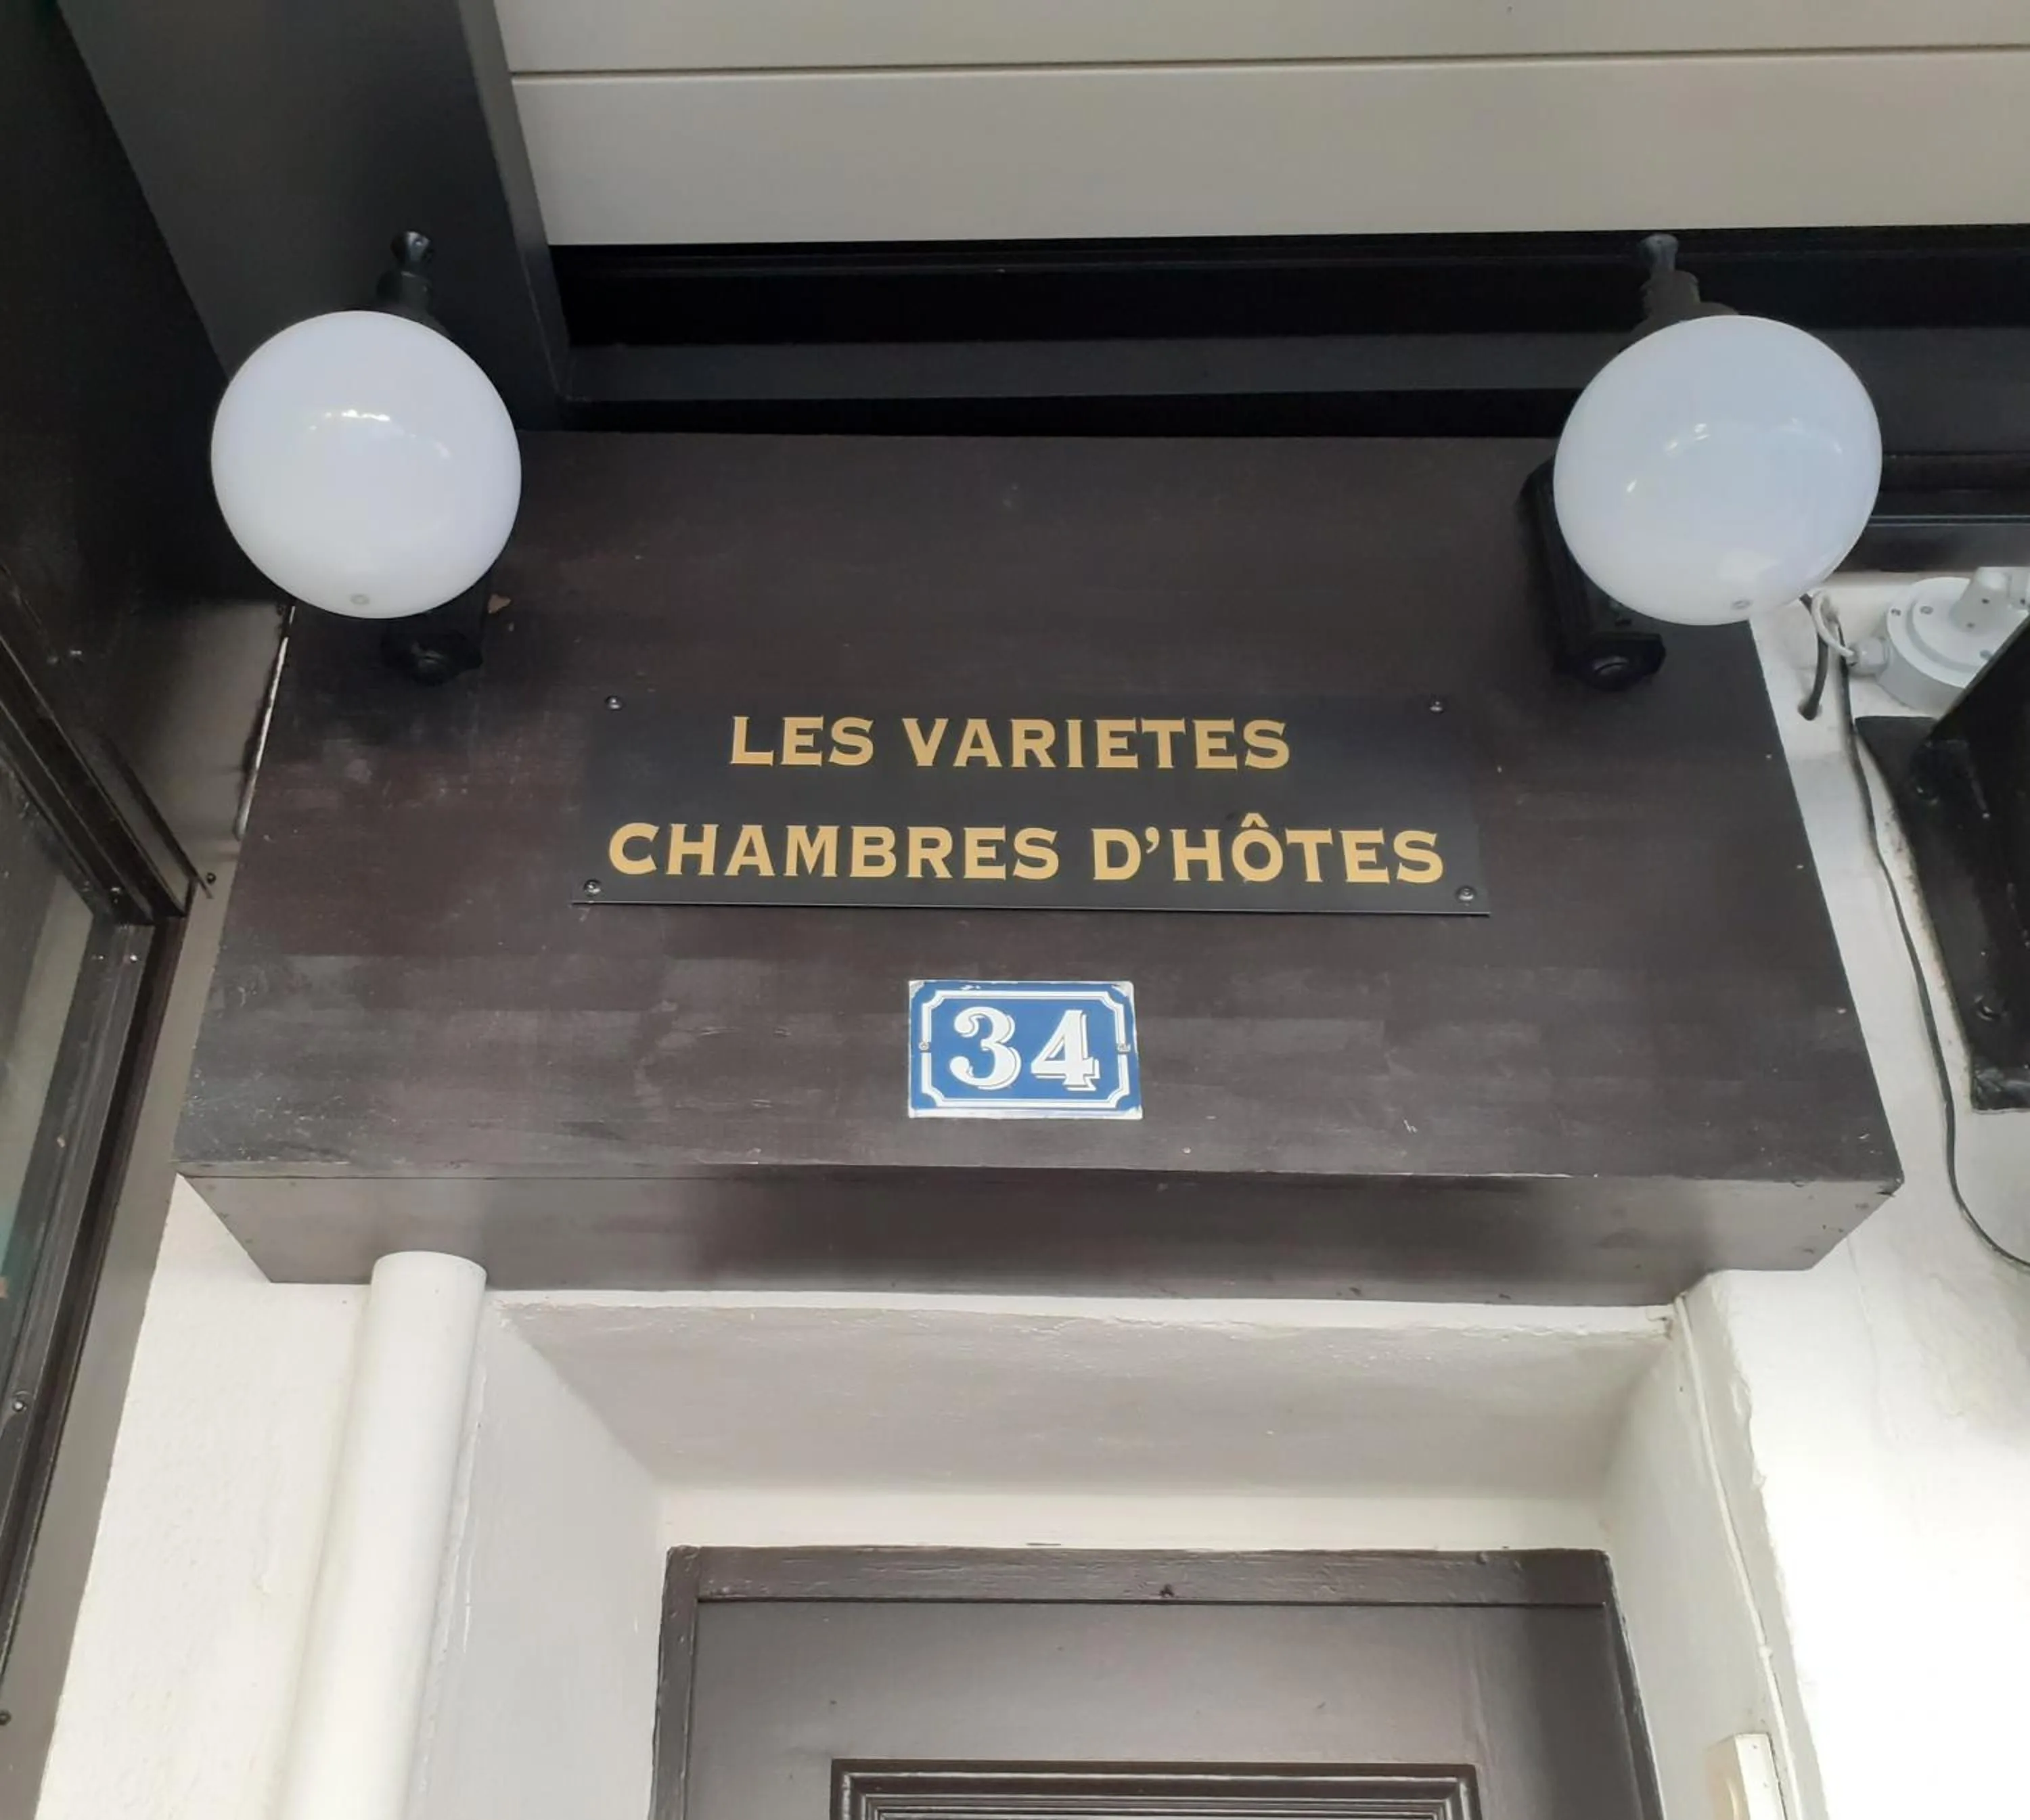 LES VARIETES
CHAMBRES D'HÔTES
34